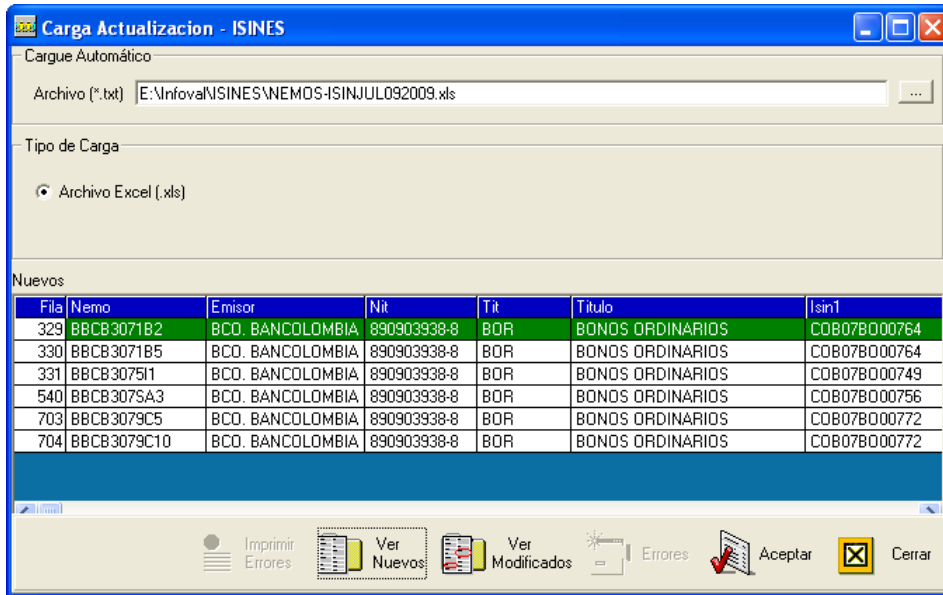 Carga Actualizacion - ISINES
Cargue Automático
Archivo (*.txt) E:\Infoval\ISINES\NEMOS-ISINJUL092009.xls ...
Tipo de Carga
Archivo Excel (.xls)
Nuevos
Fila Nemo Emisor Nit Tit Titulo Isin1
329 BBCB3071B2 BCO. BANCOLOMBIA 890903938-8 BOR BONOS ORDINARIOS COB07BO00764
330 BBCB3071B5 BCO. BANCOLOMBIA 890903938-8 BOR BONOS ORDINARIOS COB07BO00764
331 BBCB3075I1 BCO. BANCOLOMBIA 890903938-8 BOR BONOS ORDINARIOS COB07BO00749
540 BBCB307SA3 BCO. BANCOLOMBIA 890903938-8 BOR BONOS ORDINARIOS COB07BO00756
703 BBCB3079C5 BCO. BANCOLOMBIA 890903938-8 BOR BONOS ORDINARIOS COB07BO00772
704 BBCB3079C10 BCO. BANCOLOMBIA 890903938-8 BOR BONOS ORDINARIOS COB07BO00772
Imprimir Errores Ver Nuevos Ver Modificados Errores Aceptar Cerrar